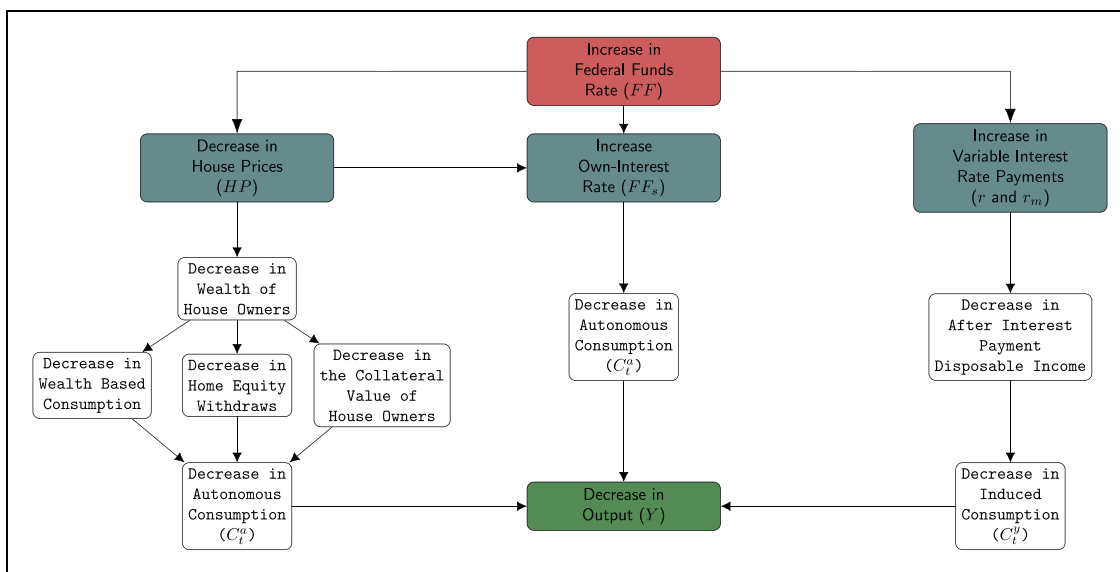 Increase in
Federal Funds
Rate (FF)
Decrease in
House Prices
(HP)
Increase
Own-Interest
Rate (FF_s)
Increase in
Variable Interest
Rate Payments
(r and r_m)
Decrease in
Wealth of
House Owners
Decrease in
Autonomous
Consumption
(C_t^a)
Decrease in
After Interest
Payment
Disposable Income
Decrease in
Wealth Based
Consumption
Decrease in
Home Equity
Withdraws
Decrease in
the Collateral
Value of
House Owners
Decrease in
Autonomous
Consumption
(C_t^a)
Decrease in
Output (Y)
Decrease in
Induced
Consumption
(C_t^y)